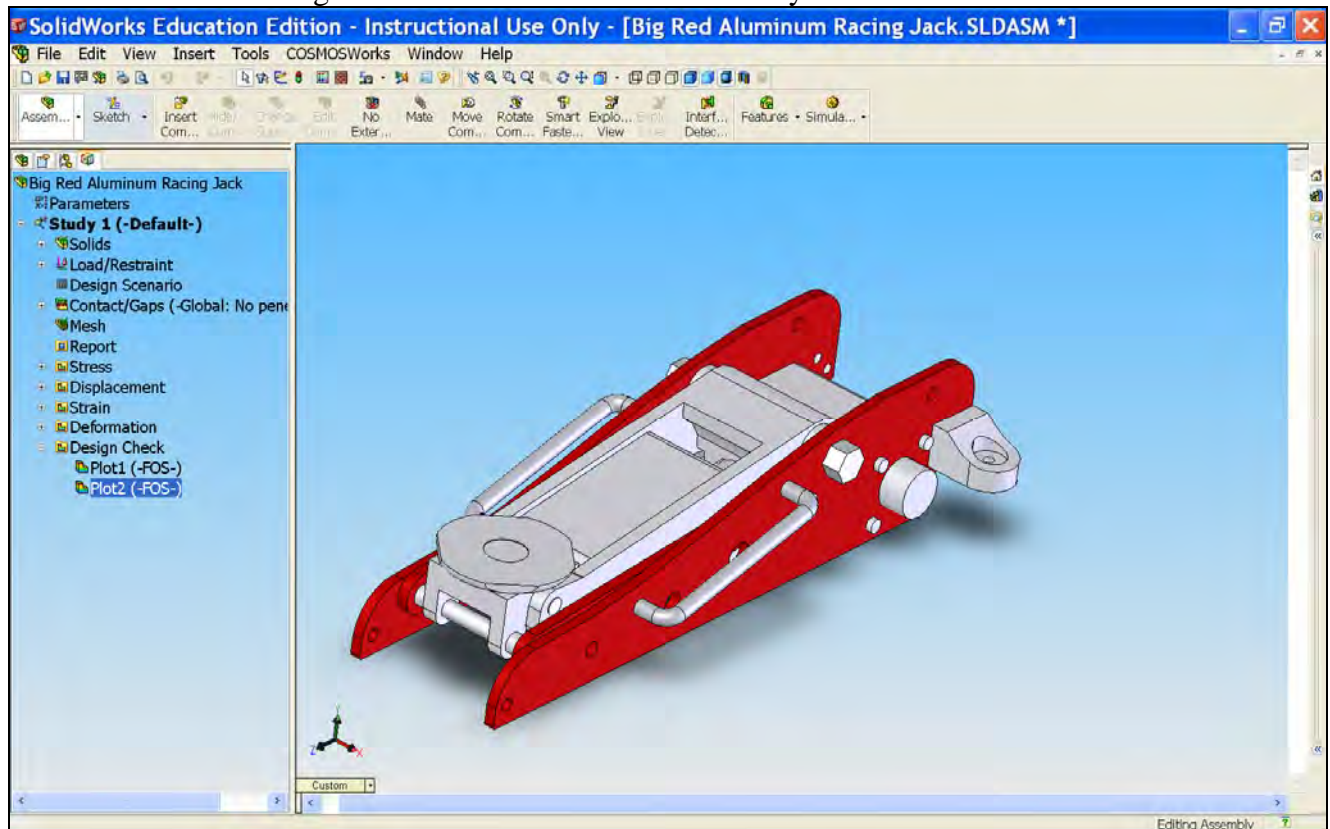 SolidWorks Education Edition - Instructional Use Only - [Big Red Aluminum Racing Jack.SLDASM *]
File Edit View Insert Tools COSMOSWorks Window Help
Assem... Sketch Insert Com... Edit No Exter... Mate Move Com... Rotate Com... Smart Faste... Explo... View Interf... Detec... Features Simula...
Big Red Aluminum Racing Jack
Parameters
Study 1 (-Default-)
Solids
Load/Restraint
Design Scenario
Contact/Gaps (-Global: No pene
Mesh
Report
Stress
Displacement
Strain
Deformation
Design Check
Plot1 (-FOS-)
Plot2 (-FOS-)
Custom
Editing Assembly